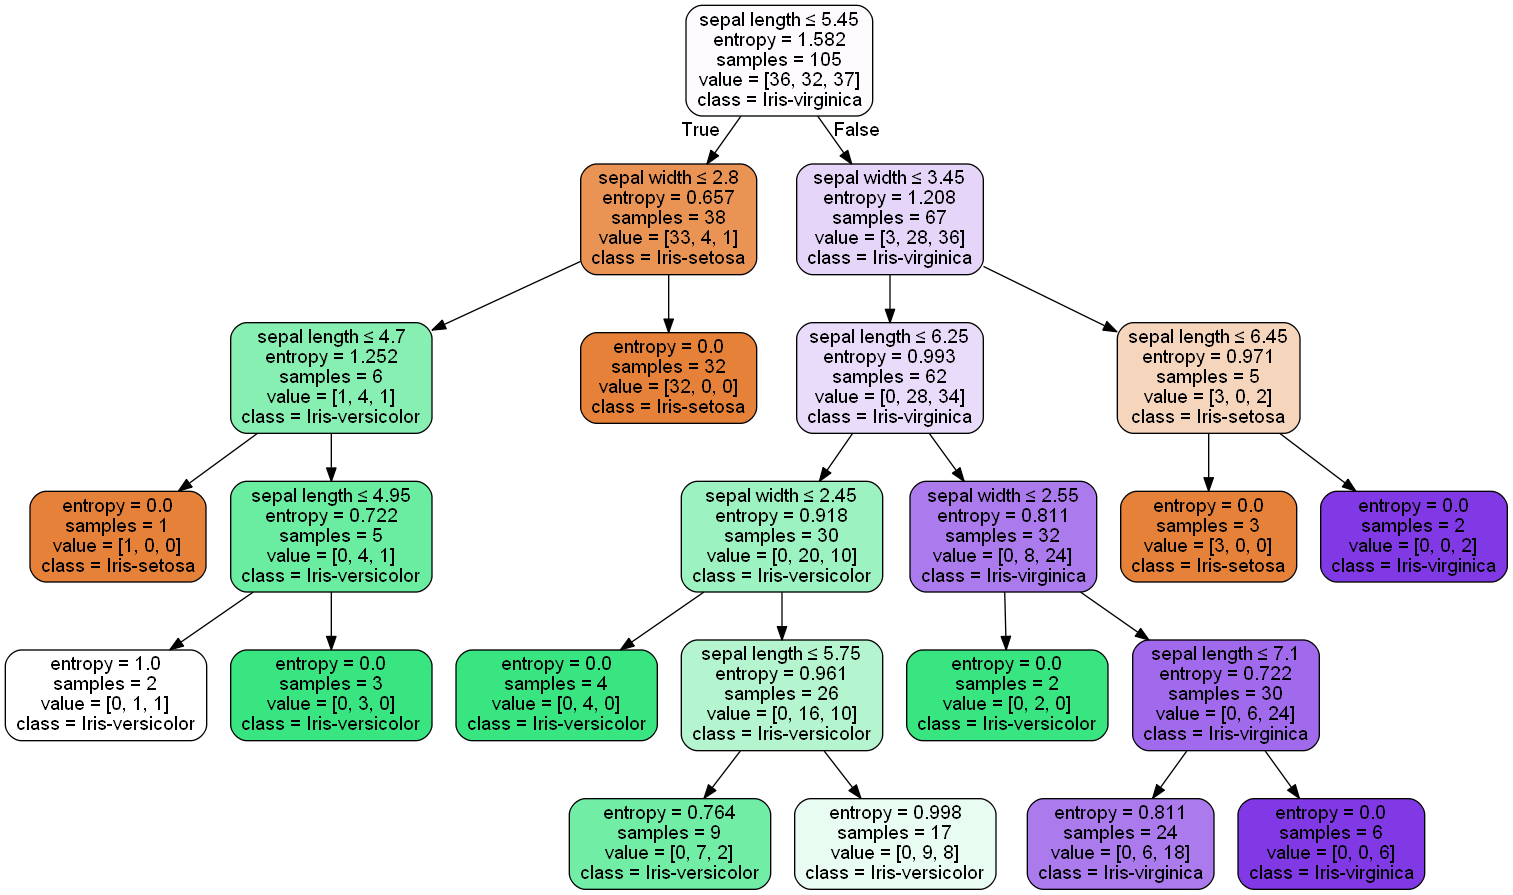 sepal length ≤ 5.45
entropy = 1.582
samples = 105
value = [36, 32, 37]
class = Iris-virginica
True
False
sepal width ≤ 2.8
entropy = 0.657
samples = 38
value = [33, 4, 1]
class = Iris-setosa
sepal width ≤ 3.45
entropy = 1.208
samples = 67
value = [3, 28, 36]
class = Iris-virginica
sepal length ≤ 4.7
entropy = 1.252
samples = 6
value = [1, 4, 1]
class = Iris-versicolor
entropy = 0.0
samples = 32
value = [32, 0, 0]
class = Iris-setosa
sepal length ≤ 6.25
entropy = 0.993
samples = 62
value = [0, 28, 34]
class = Iris-virginica
sepal length ≤ 6.45
entropy = 0.971
samples = 5
value = [3, 0, 2]
class = Iris-setosa
entropy = 0.0
samples = 1
value = [1, 0, 0]
class = Iris-setosa
sepal length ≤ 4.95
entropy = 0.722
samples = 5
value = [0, 4, 1]
class = Iris-versicolor
sepal width ≤ 2.45
entropy = 0.918
samples = 30
value = [0, 20, 10]
class = Iris-versicolor
sepal width ≤ 2.55
entropy = 0.811
samples = 32
value = [0, 8, 24]
class = Iris-virginica
entropy = 0.0
samples = 3
value = [3, 0, 0]
class = Iris-setosa
entropy = 0.0
samples = 2
value = [0, 0, 2]
class = Iris-virginica
entropy = 1.0
samples = 2
value = [0, 1, 1]
class = Iris-versicolor
entropy = 0.0
samples = 3
value = [0, 3, 0]
class = Iris-versicolor
entropy = 0.0
samples = 4
value = [0, 4, 0]
class = Iris-versicolor
sepal length ≤ 5.75
entropy = 0.961
samples = 26
value = [0, 16, 10]
class = Iris-versicolor
entropy = 0.0
samples = 2
value = [0, 2, 0]
class = Iris-versicolor
sepal length ≤ 7.1
entropy = 0.722
samples = 30
value = [0, 6, 24]
class = Iris-virginica
entropy = 0.764
samples = 9
value = [0, 7, 2]
class = Iris-versicolor
entropy = 0.998
samples = 17
value = [0, 9, 8]
class = Iris-versicolor
entropy = 0.811
samples = 24
value = [0, 6, 18]
class = Iris-virginica
entropy = 0.0
samples = 6
value = [0, 0, 6]
class = Iris-virginica